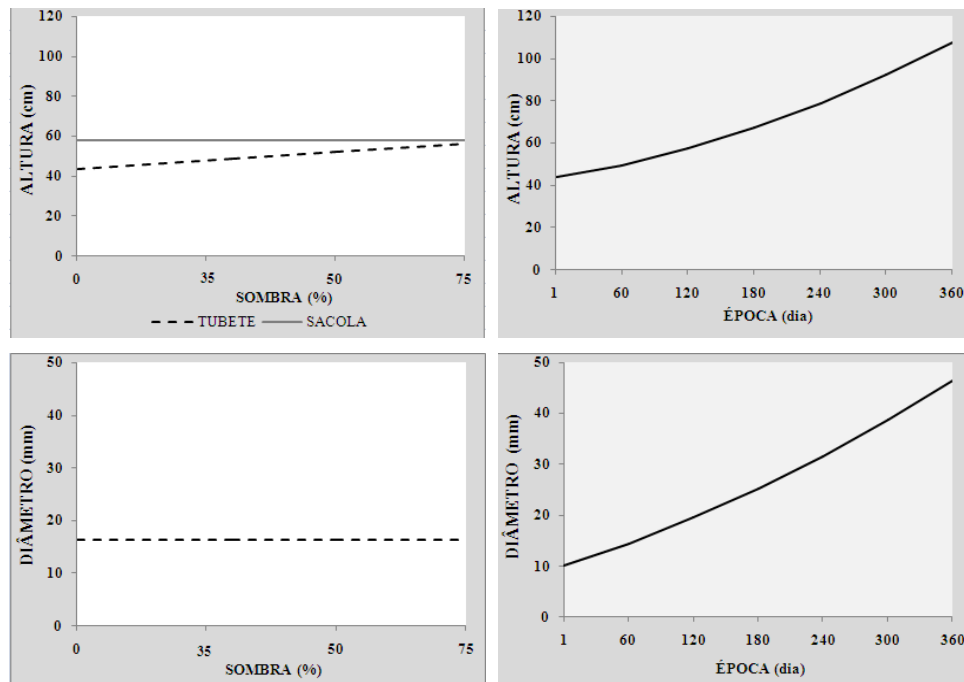 120
100
80
60
40
20
0
ALTURA (cm)
0 35 50 75
SOMBRA (%)
TUBETE SACOLA
120
100
80
60
40
20
0
ALTURA (cm)
1 60 120 180 240 300 360
ÉPOCA (dia)
50
40
30
20
10
0
DIÂMETRO (mm)
0 35 50 75
SOMBRA (%)
50
40
30
20
10
0
DIÂMETRO (mm)
1 60 120 180 240 300 360
ÉPOCA (dia)